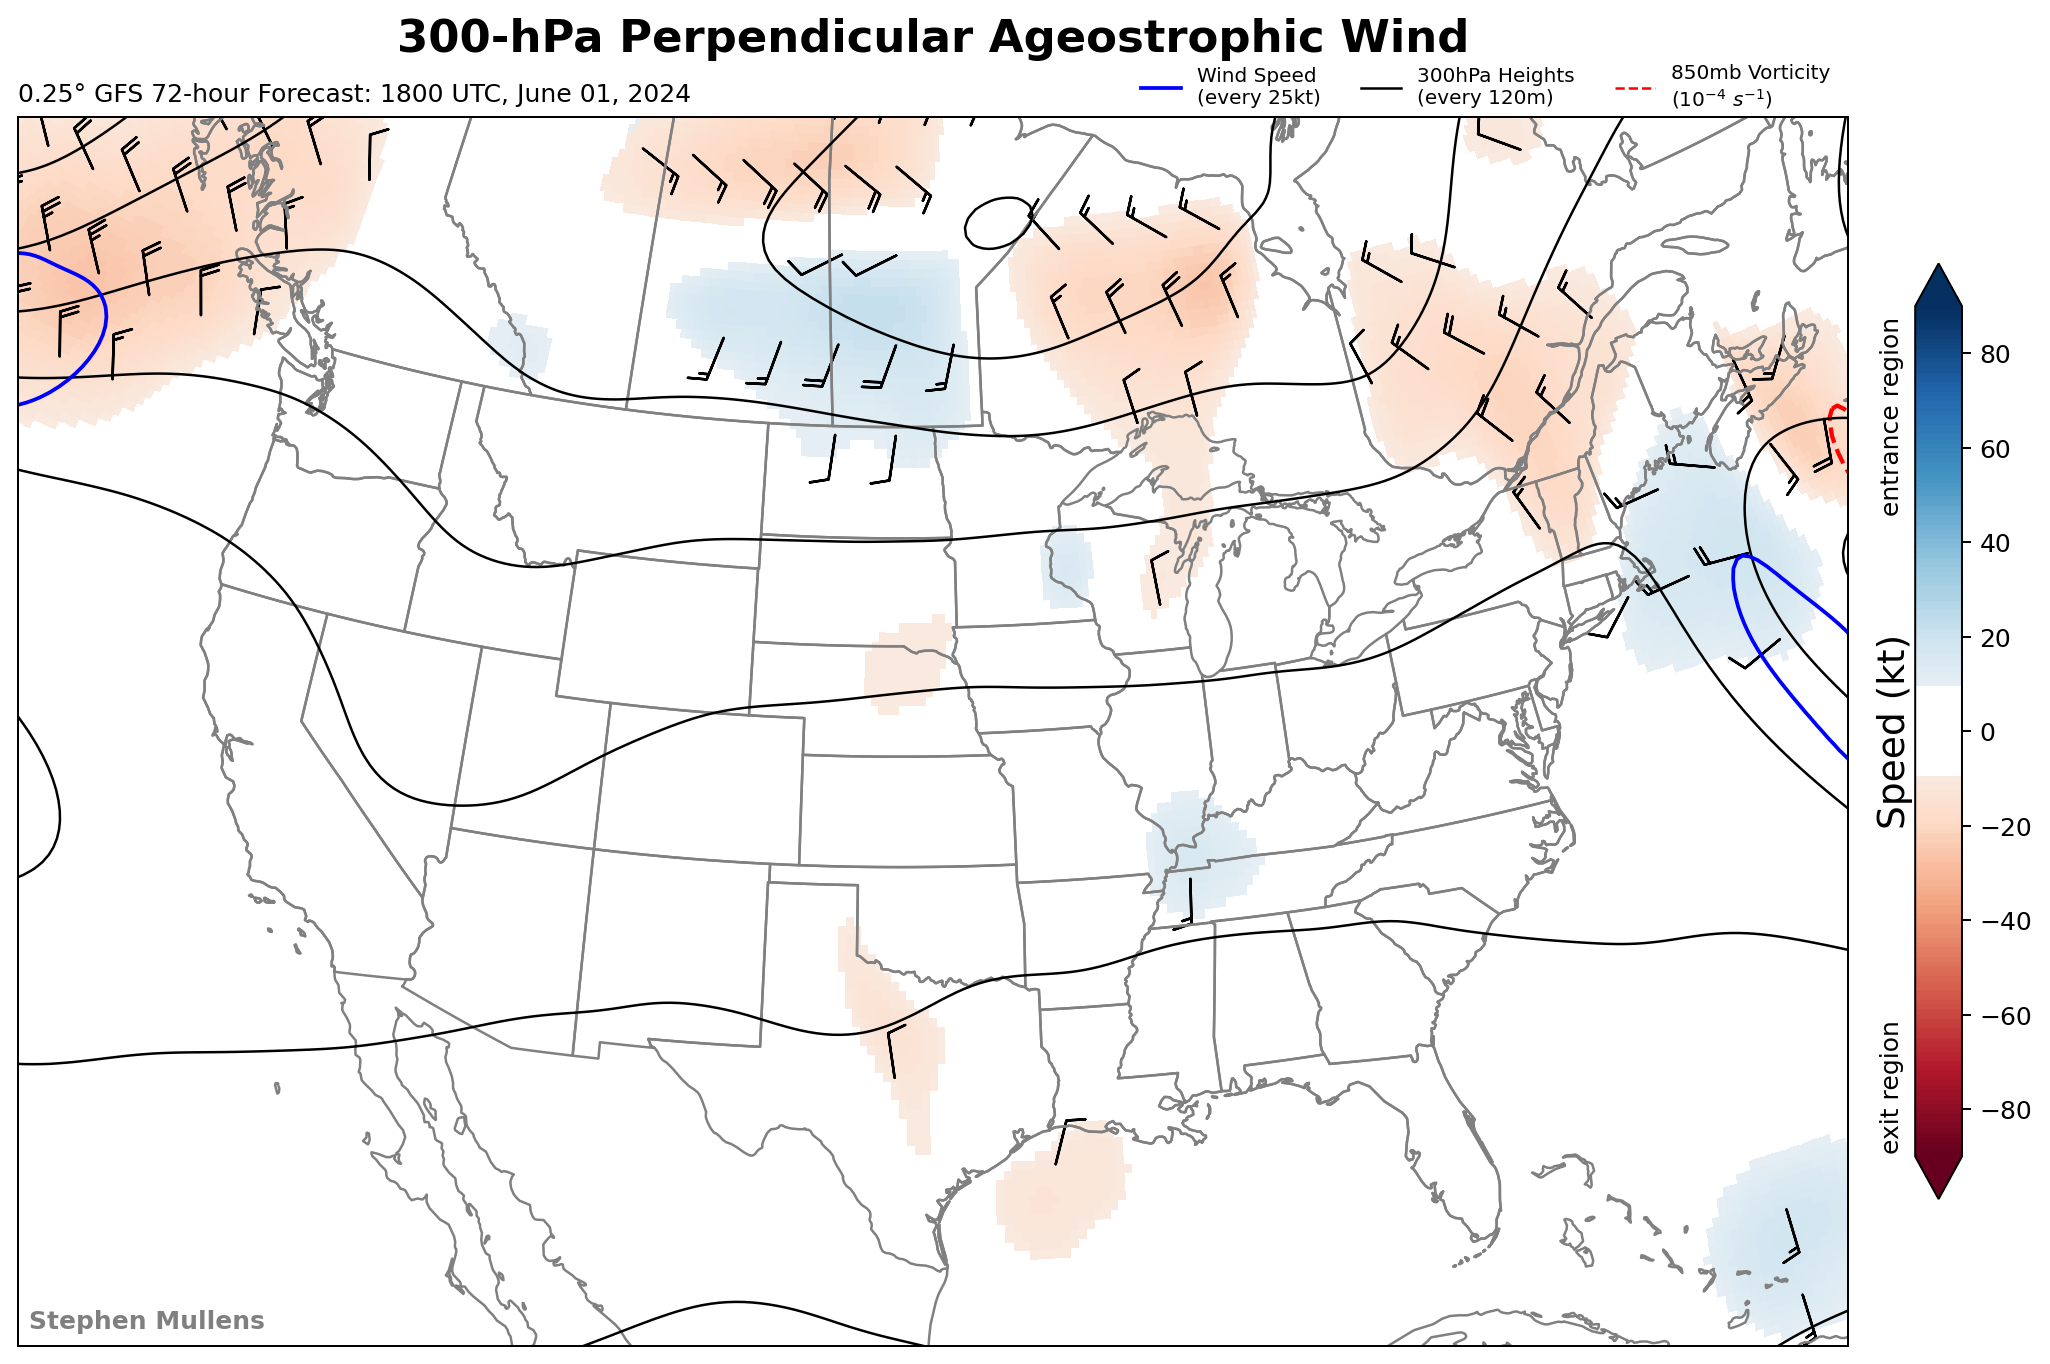 300-hPa Perpendicular Ageostrophic Wind
0.25° GFS 72-hour Forecast: 1800 UTC, June 01, 2024
Wind Speed
(every 25kt)
300hPa Heights
(every 120m)
850mb Vorticity
(10⁻⁴ s⁻¹)
entrance region
Speed (kt)
exit region
80
60
40
20
0
−20
−40
−60
−80
Stephen Mullens